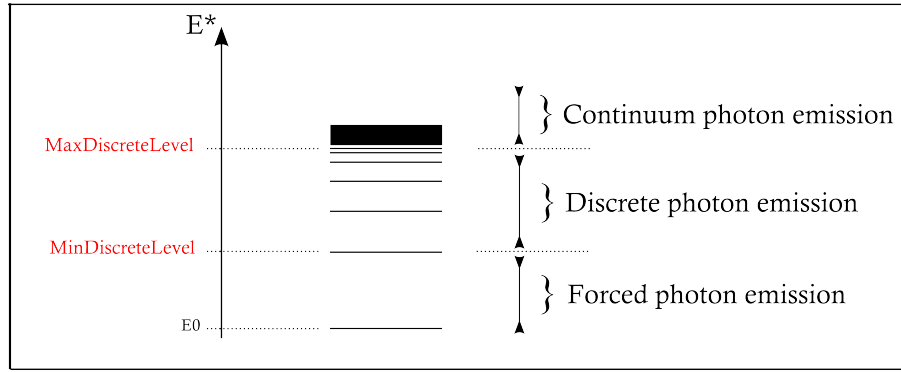 E*
} Continuum photon emission
MaxDiscreteLevel
} Discrete photon emission
MinDiscreteLevel
} Forced photon emission
E0